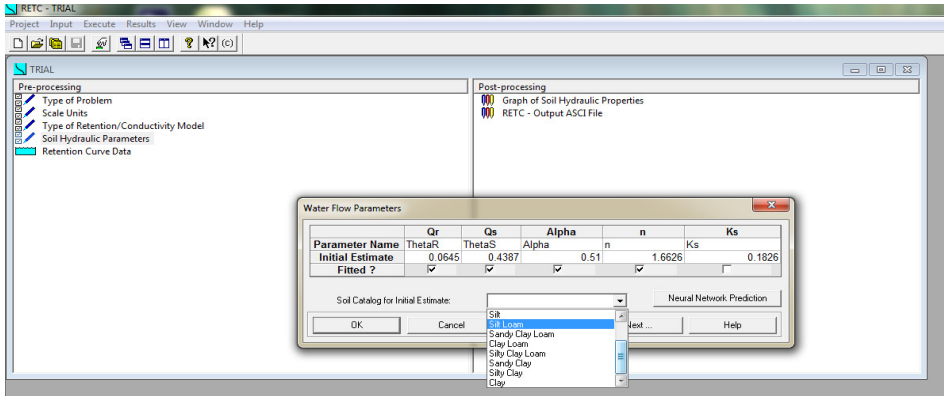 RETC - TRIAL
Project Input Execute Results View Window Help
TRIAL
Pre-processing
Type of Problem
Scale Units
Type of Retention/Conductivity Model
Soil Hydraulic Parameters
Retention Curve Data
Post-processing
Graph of Soil Hydraulic Properties
RETC - Output ASCI File
Water Flow Parameters
Qr Qs Alpha n Ks
Parameter Name ThetaR ThetaS Alpha n Ks
Initial Estimate 0.0645 0.4387 0.51 1.6626 0.1826
Fitted ?
Soil Catalog for Initial Estimate: Neural Network Prediction
OK Cancel Next ... Help
Silt
Silt Loam
Sandy Clay Loam
Clay Loam
Silty Clay Loam
Sandy Clay
Silty Clay
Clay